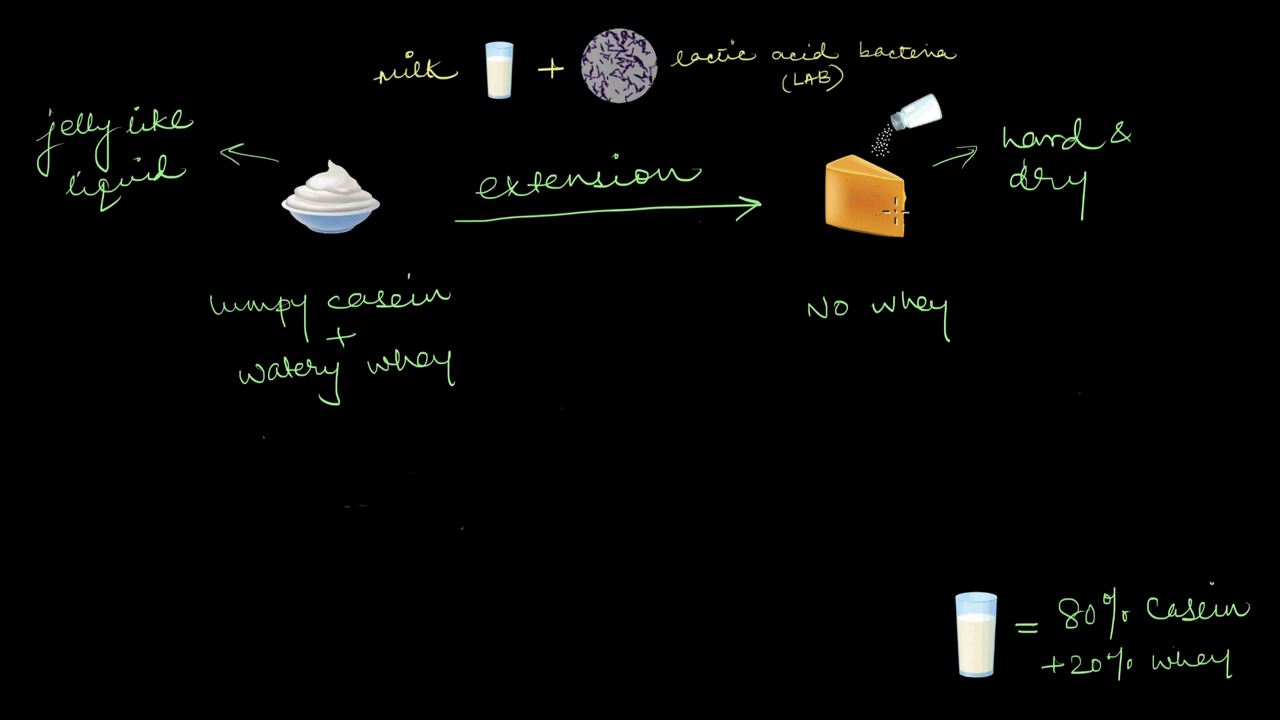 milk + lactic acid bacteria
(LAB)
jelly like
liquid
extension
hard &
dry
lumpy casein
+
watery whey
No whey
= 80% casein
+20% whey